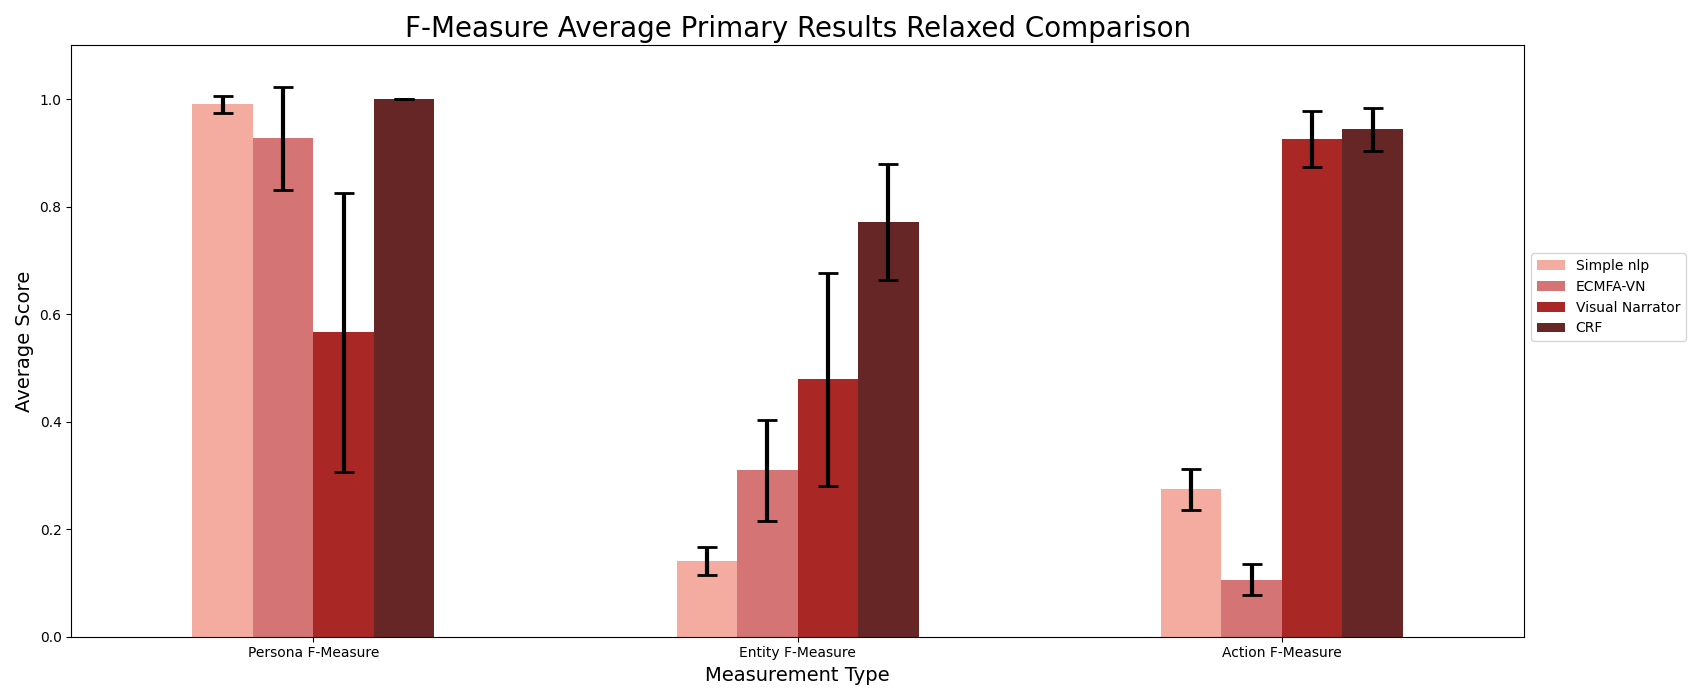 F-Measure Average Primary Results Relaxed Comparison
Average Score
1.0
0.8
0.6
0.4
0.2
0.0
Persona F-Measure
Entity F-Measure
Action F-Measure
Measurement Type
Simple nlp
ECMFA-VN
Visual Narrator
CRF